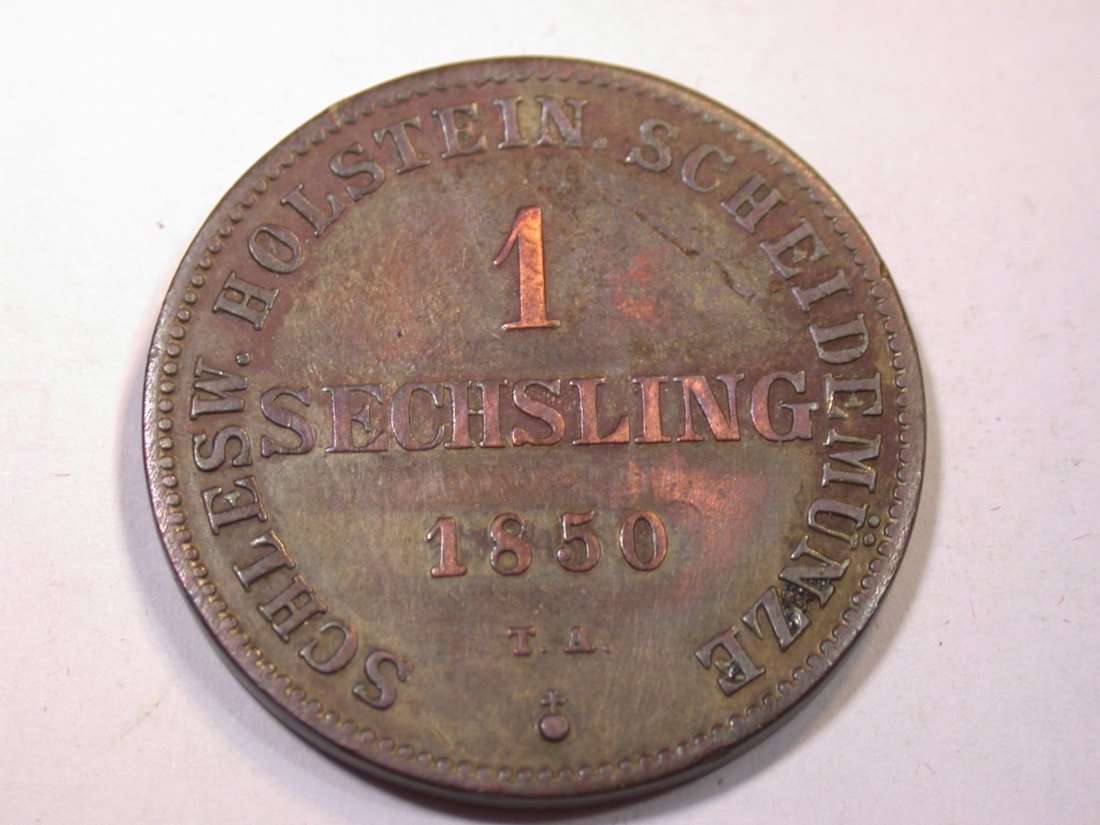 SCHLESW. HOLSTEIN. SCHEIDEMÜNZE
1
SECHSLING
1850
T. A.